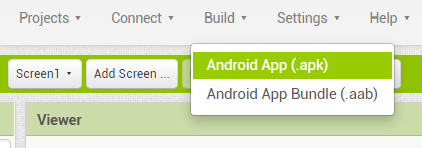 Projects Connect Build Settings Help
Android App (.apk)
Screen1 Add Screen ...
Android App Bundle (.aab)
Viewer